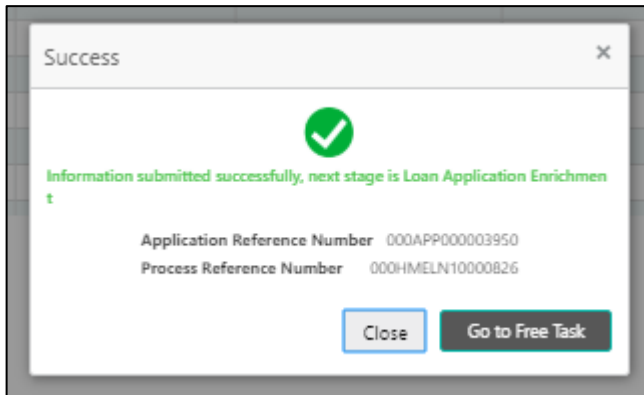 Success
Information submitted successfully, next stage is Loan Application Enrichmen
t
Application Reference Number 000APP000003950
Process Reference Number 000HMELN10000826
Close Go to Free Task